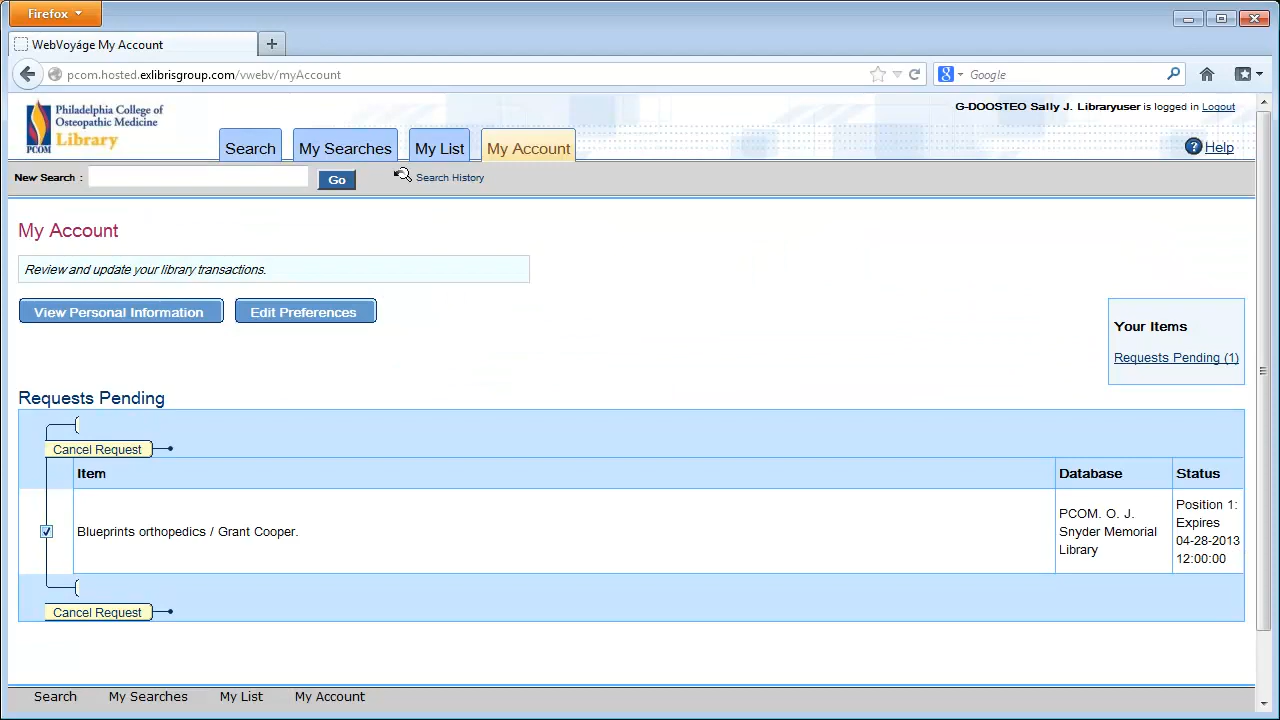 Firefox
WebVoyáge My Account
pcom.hosted.exlibrisgroup.com/vwebv/myAccount
Google
Philadelphia College of
Osteopathic Medicine
Library
PCOM
G-DOOSTEO Sally J. Libraryuser is logged in Logout
Search My Searches My List My Account
Help
New Search : Go Search History
My Account
Review and update your library transactions.
View Personal Information Edit Preferences
Your Items
Requests Pending (1)
Requests Pending
Cancel Request
Item Database Status
Blueprints orthopedics / Grant Cooper.
PCOM. O. J.
Snyder Memorial
Library
Position 1:
Expires
04-28-2013
12:00:00
Cancel Request
Search My Searches My List My Account